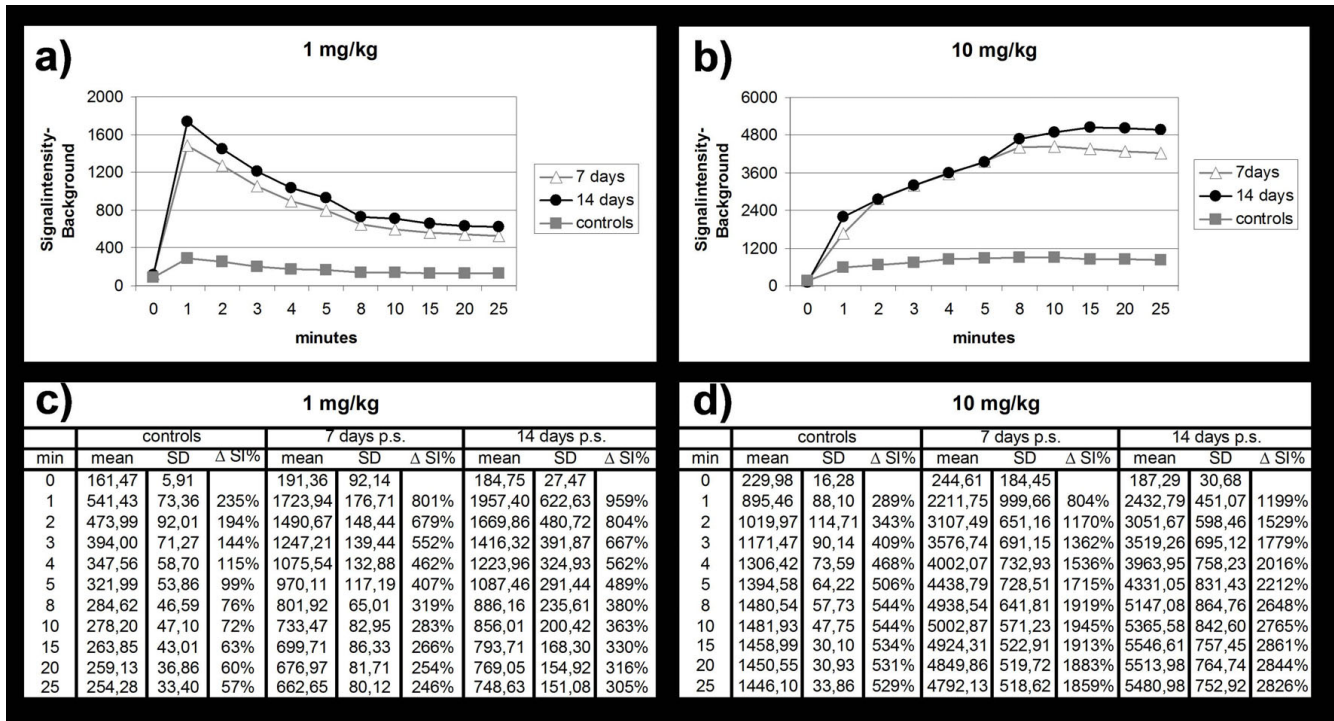 a)
1 mg/kg
Signalintensity-
Background
2000
1600
1200
800
400
0
0 1 2 3 4 5 8 10 15 20 25
minutes
7 days
14 days
controls
b)
10 mg/kg
Signalintensity-
Background
6000
4800
3600
2400
1200
0
0 1 2 3 4 5 8 10 15 20 25
minutes
7days
14 days
controls
c)
1 mg/kg
controls 7 days p.s. 14 days p.s.
min mean SD Δ SI% mean SD Δ SI% mean SD Δ SI%
0 161,47 5,91 191,36 92,14 184,75 27,47
1 541,43 73,36 235% 1723,94 176,71 801% 1957,40 622,63 959%
2 473,99 92,01 194% 1490,67 148,44 679% 1669,86 480,72 804%
3 394,00 71,27 144% 1247,21 139,44 552% 1416,32 391,87 667%
4 347,56 58,70 115% 1075,54 132,88 462% 1223,96 324,93 562%
5 321,99 53,86 99% 970,11 117,19 407% 1087,46 291,44 489%
8 284,62 46,59 76% 801,92 65,01 319% 886,16 235,61 380%
10 278,20 47,10 72% 733,47 82,95 283% 856,01 200,42 363%
15 263,85 43,01 63% 699,71 86,33 266% 793,71 168,30 330%
20 259,13 36,86 60% 676,97 81,71 254% 769,05 154,92 316%
25 254,28 33,40 57% 662,65 80,12 246% 748,63 151,08 305%
d)
10 mg/kg
controls 7 days p.s. 14 days p.s.
min mean SD Δ SI% mean SD Δ SI% mean SD Δ SI%
0 229,98 16,28 244,61 184,45 187,29 30,68
1 895,46 88,10 289% 2211,75 999,66 804% 2432,79 451,07 1199%
2 1019,97 114,71 343% 3107,49 651,16 1170% 3051,67 598,46 1529%
3 1171,47 90,14 409% 3576,74 691,15 1362% 3519,26 695,12 1779%
4 1306,42 73,59 468% 4002,07 732,93 1536% 3963,95 758,23 2016%
5 1394,58 64,22 506% 4438,79 728,51 1715% 4331,05 831,43 2212%
8 1480,54 57,73 544% 4938,54 641,81 1919% 5147,08 864,76 2648%
10 1481,93 47,75 544% 5002,87 571,23 1945% 5365,58 842,60 2765%
15 1458,99 30,10 534% 4924,31 522,91 1913% 5546,61 757,45 2861%
20 1450,55 30,93 531% 4849,86 519,72 1883% 5513,98 764,74 2844%
25 1446,10 33,86 529% 4792,13 518,62 1859% 5480,98 752,92 2826%